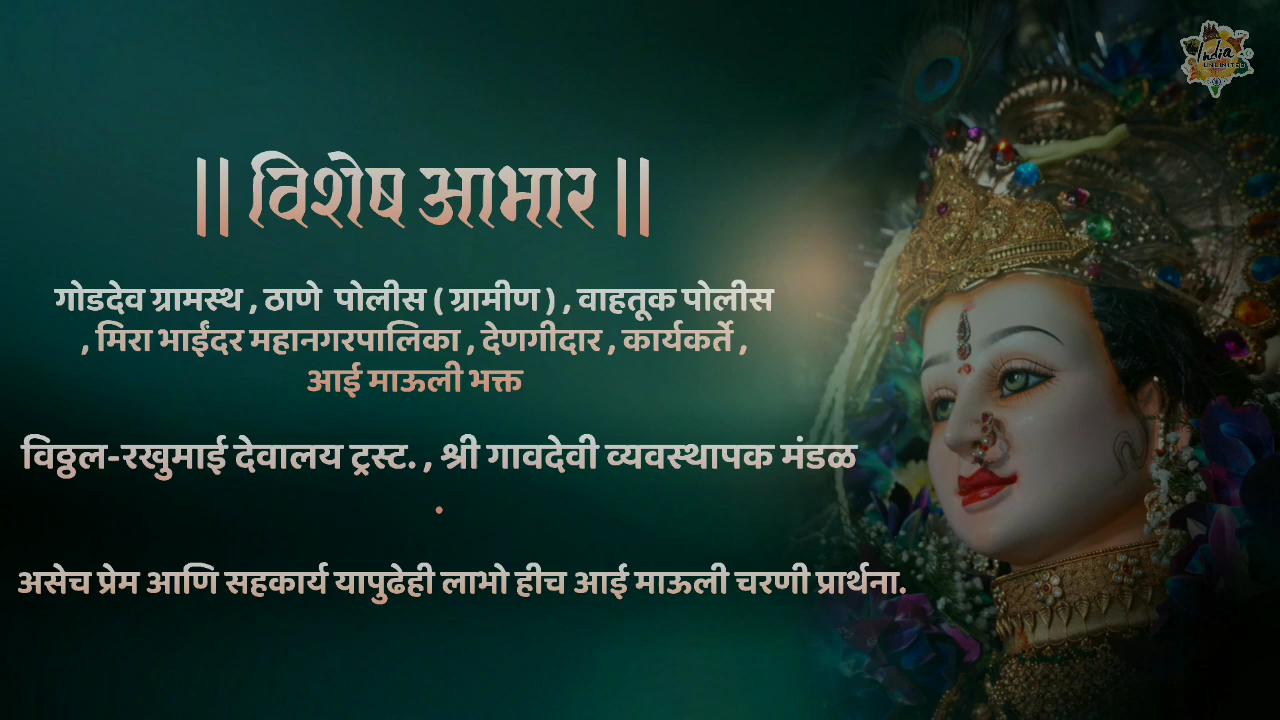 || विशेष आभार ||
गोडदेव ग्रामस्थ , ठाणे पोलीस ( ग्रामीण ) , वाहतूक पोलीस
, मिरा भाईंदर महानगरपालिका , देणगीदार , कार्यकर्ते ,
आई माऊली भक्त
विठ्ठल-रखुमाई देवालय ट्रस्ट. , श्री गावदेवी व्यवस्थापक मंडळ
.
असेच प्रेम आणि सहकार्य यापुढेही लाभो हीच आई माऊली चरणी प्रार्थना.
India
UNLIMITED